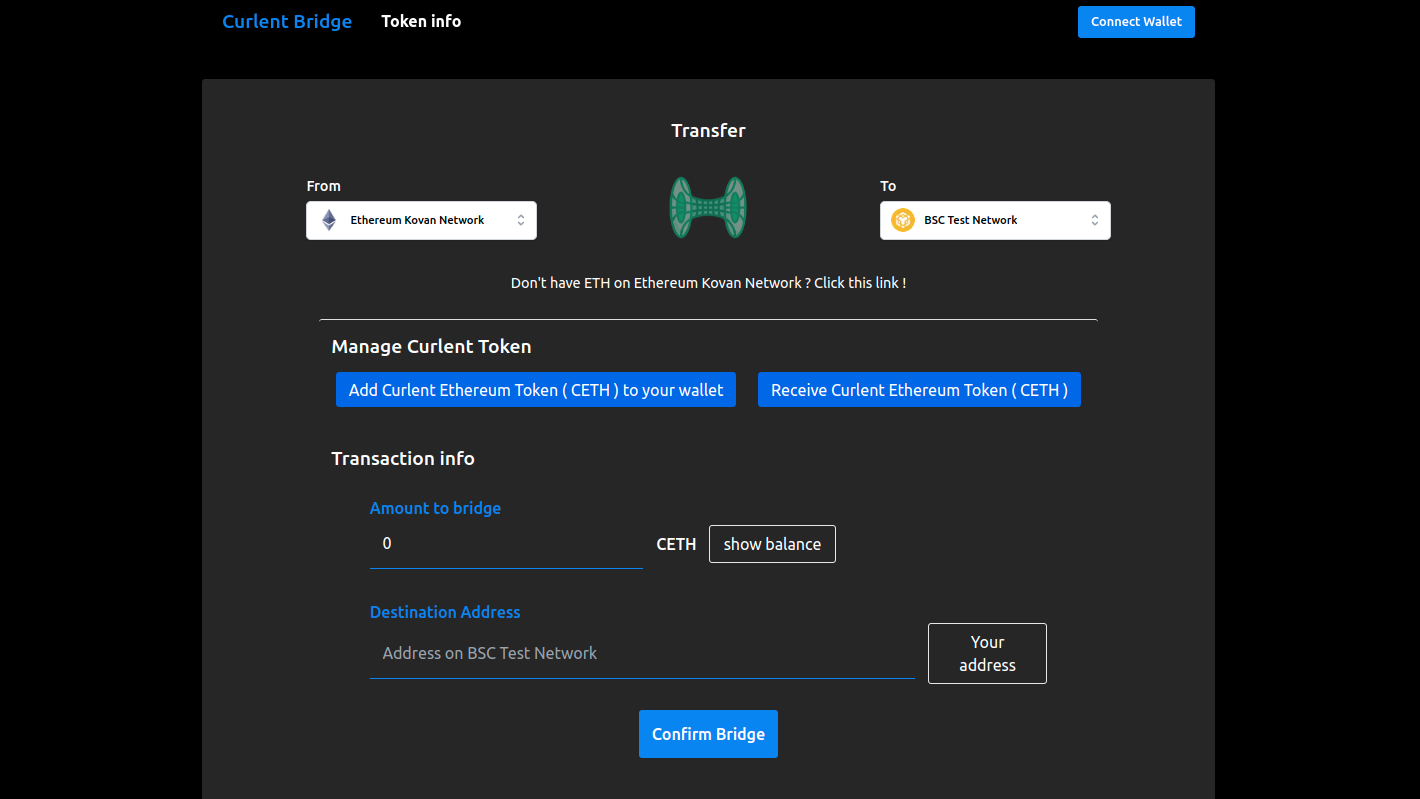 Curlent Bridge
Token info
Connect Wallet
Transfer
From
To
Ethereum Kovan Network
BSC Test Network
Don't have ETH on Ethereum Kovan Network ? Click this link !
Manage Curlent Token
Add Curlent Ethereum Token ( CETH ) to your wallet
Receive Curlent Ethereum Token ( CETH )
Transaction info
Amount to bridge
0
CETH
show balance
Destination Address
Address on BSC Test Network
Your
address
Confirm Bridge